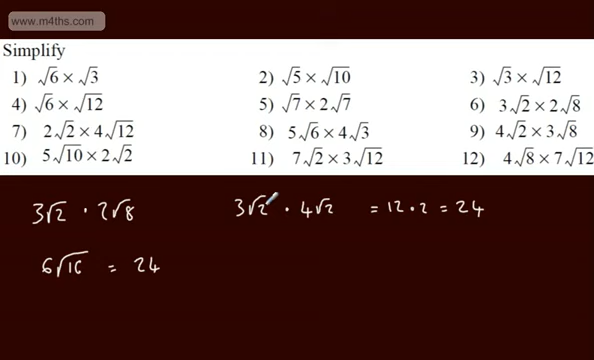 www.m4ths.com
Simplify
1) √6 × √3 2) √5 × √10 3) √3 × √12
4) √6 × √12 5) √7 × 2√7 6) 3√2 × 2√8
7) 2√2 × 4√12 8) 5√6 × 4√3 9) 4√2 × 3√8
10) 5√10 × 2√2 11) 7√2 × 3√12 12) 4√8 × 7√12
3√2 · 2√8 3√2 · 4√2 = 12 · 2 = 24
6√16 = 24